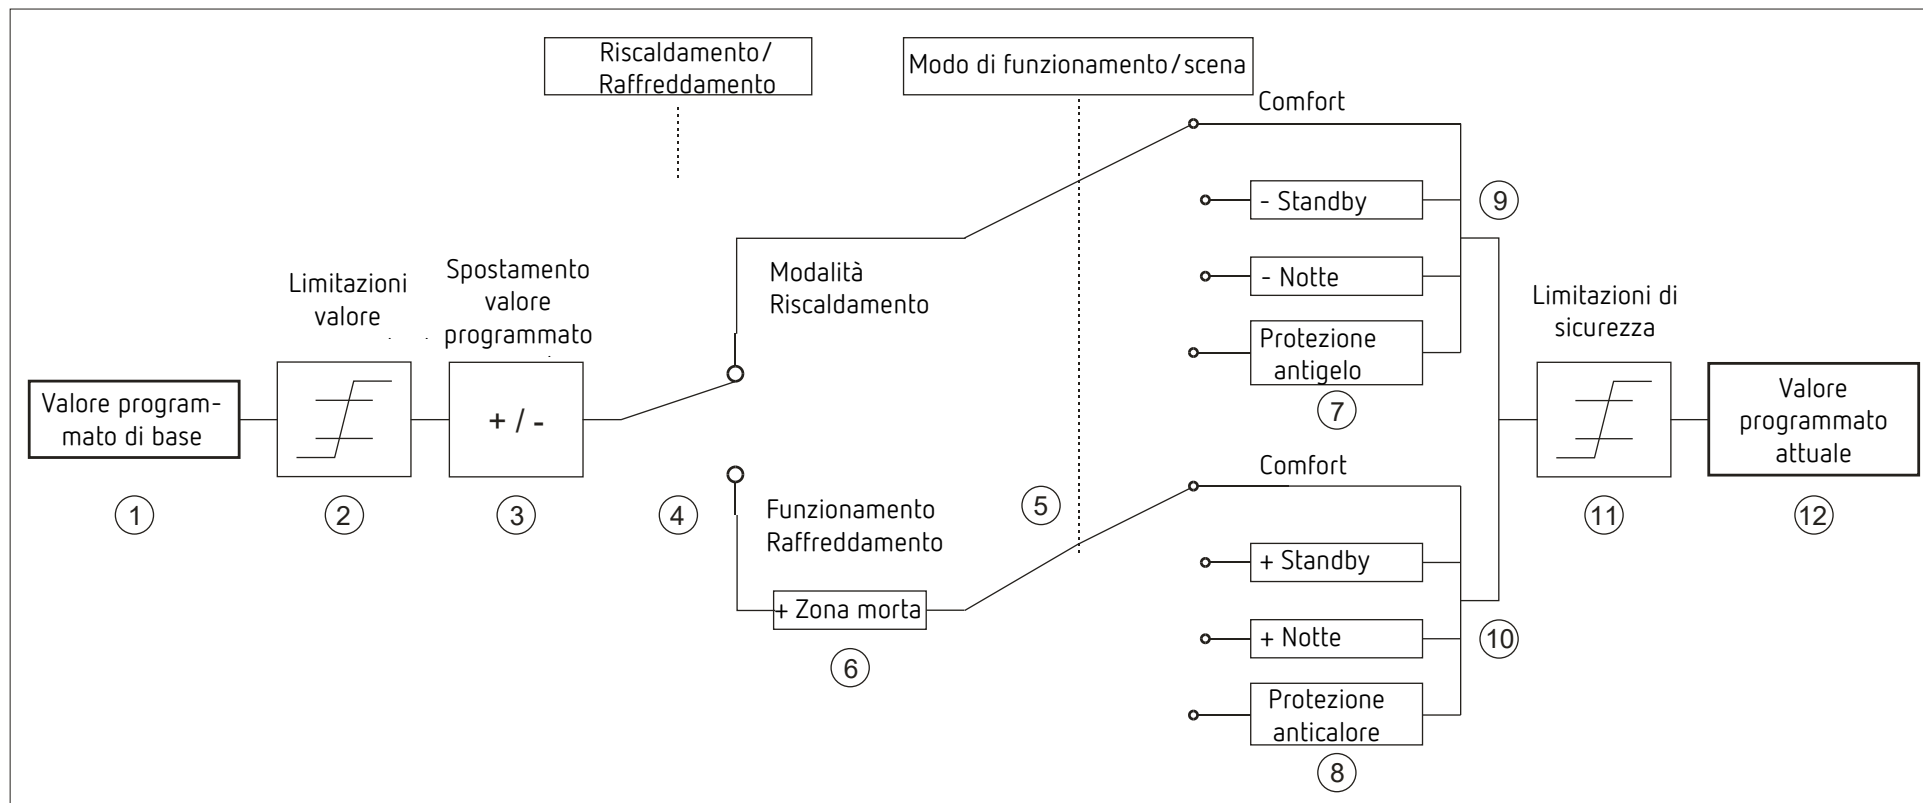 Riscaldamento/
Raffreddamento
Modo di funzionamento/scena
Comfort
- Standby
9
- Notte
Protezione
antigelo
7
Modalità
Riscaldamento
Limitazioni
valore
Spostamento
valore
programmato
Limitazioni di
sicurezza
Valore program-
mato di base
+ / -
Valore
programmato
attuale
1
2
3
4
5
11
12
Comfort
Funzionamento
Raffreddamento
+ Standby
+ Zona morta
6
+ Notte
10
Protezione
anticalore
8